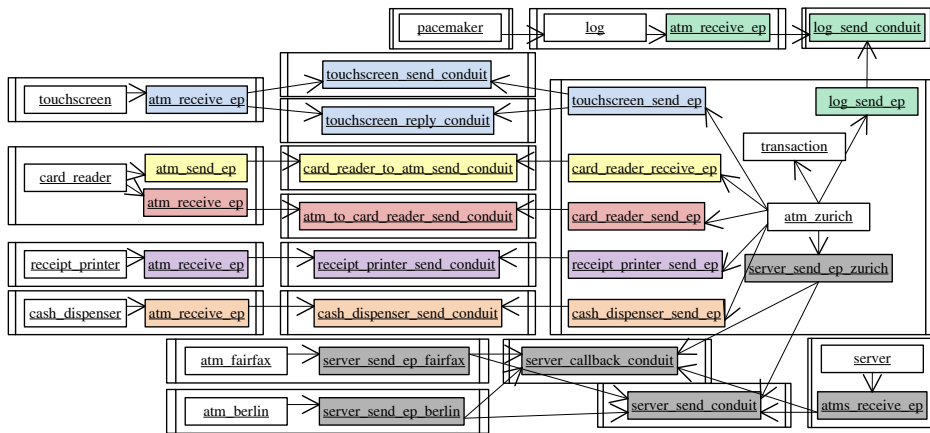 pacemaker
log
atm_receive_ep
log_send_conduit
touchscreen
atm_receive_ep
touchscreen_send_conduit
touchscreen_reply_conduit
touchscreen_send_ep
log_send_ep
transaction
card_reader
atm_send_ep
card_reader_to_atm_send_conduit
card_reader_receive_ep
atm_receive_ep
atm_to_card_reader_send_conduit
card_reader_send_ep
atm_zurich
receipt_printer
atm_receive_ep
receipt_printer_send_conduit
receipt_printer_send_ep
server_send_ep_zurich
cash_dispenser
atm_receive_ep
cash_dispenser_send_conduit
cash_dispenser_send_ep
atm_fairfax
server_send_ep_fairfax
server_callback_conduit
server
atm_berlin
server_send_ep_berlin
server_send_conduit
atms_receive_ep